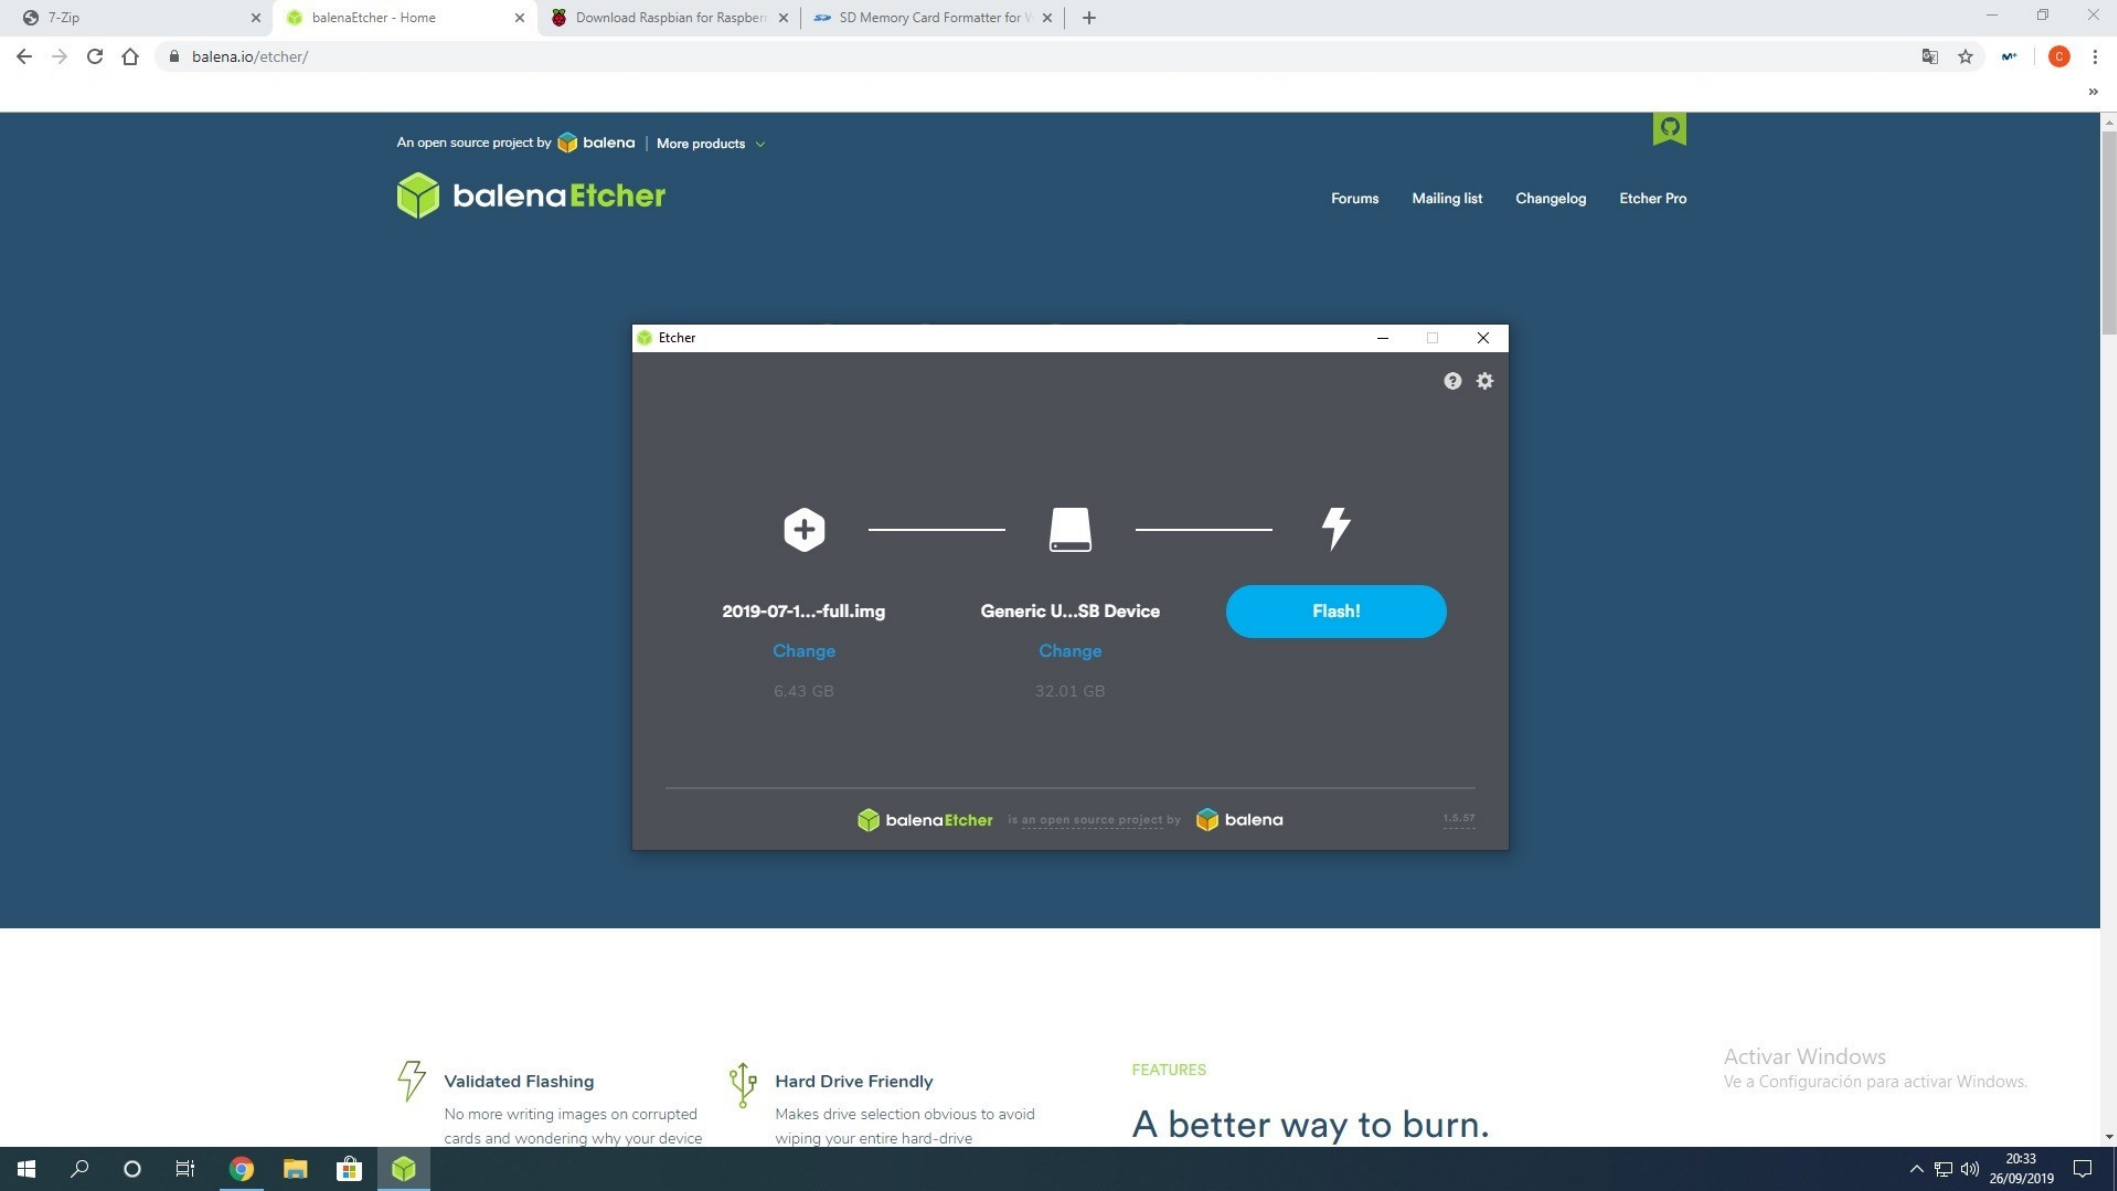 7-Zip
balenaEtcher - Home
Download Raspbian for Raspberr
SD Memory Card Formatter for W
balena.io/etcher/
C
An open source project by balena | More products
balenaEtcher
Forums Mailing list Changelog Etcher Pro
Etcher
2019-07-1...-full.img
Generic U...SB Device
Flash!
Change
Change
6.43 GB
32.01 GB
balenaEtcher is an open source project by balena
1.5.57
Validated Flashing
No more writing images on corrupted
cards and wondering why your device
Hard Drive Friendly
Makes drive selection obvious to avoid
wiping your entire hard-drive
FEATURES
A better way to burn.
Activar Windows
Ve a Configuración para activar Windows.
20:33
26/09/2019